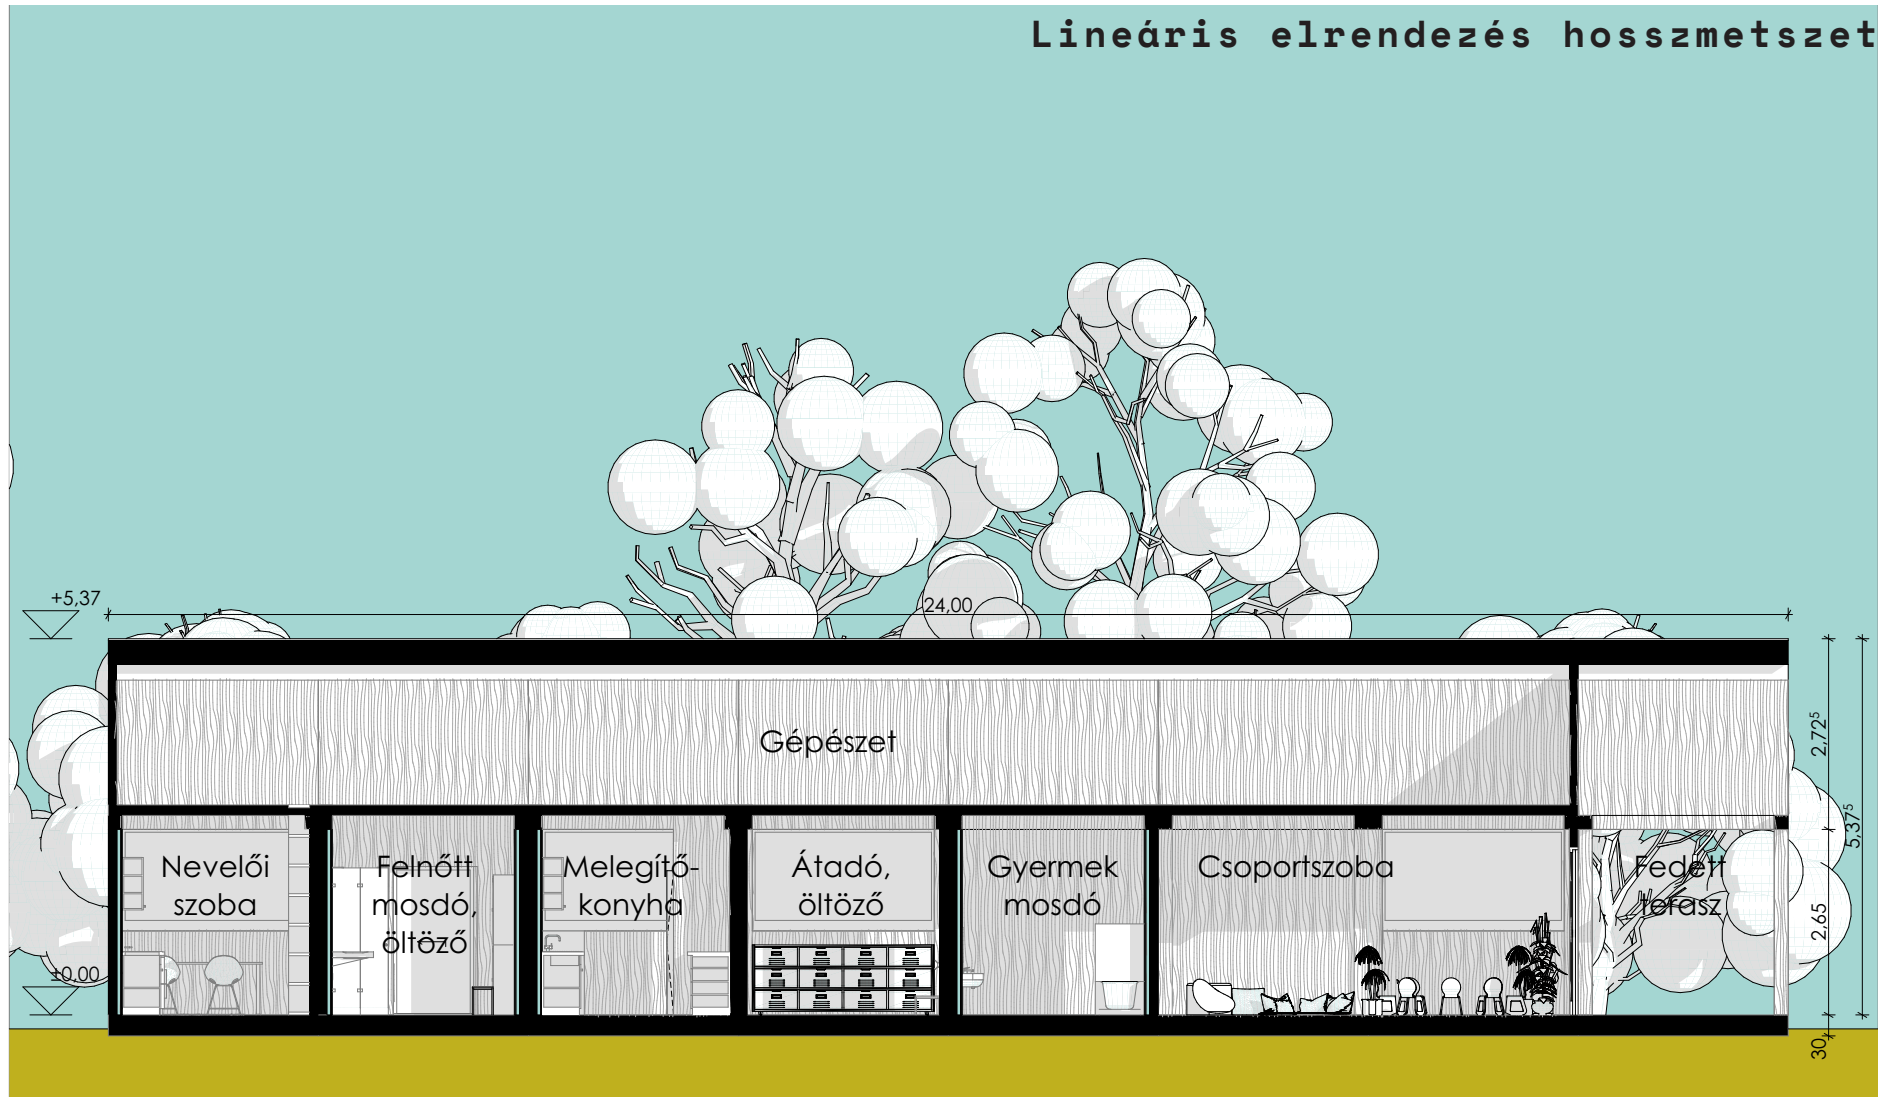 Lineáris elrendezés hosszmetszet
+5,37
24,00
Gépészet
2,72⁵
5,37⁵
Nevelői
szoba
Felnőtt
mosdó,
öltöző
Melegítő-
konyha
Átadó,
öltöző
Gyermek
mosdó
Csoportszoba
Fedett
terasz
2,65
±0,00
30